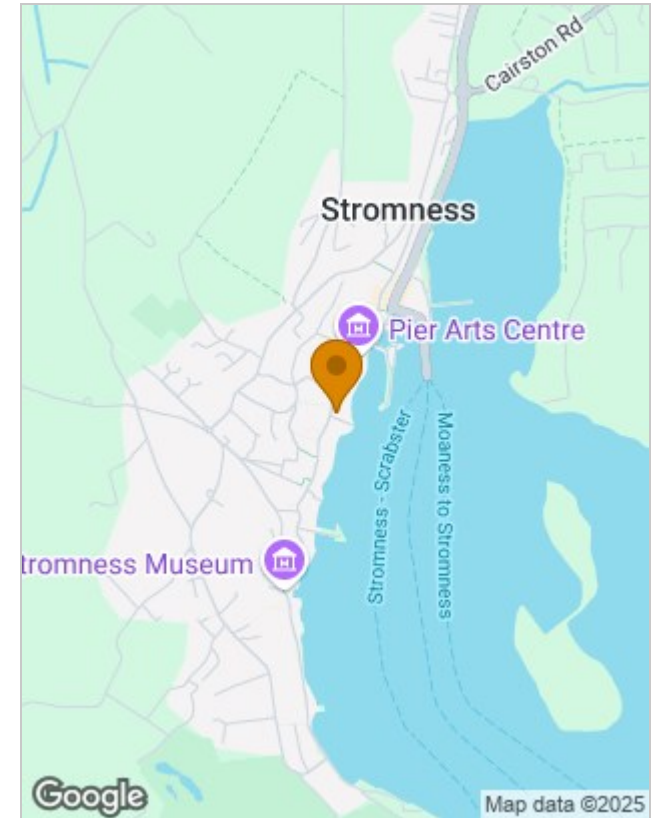 Cairston Rd
Stromness
Pier Arts Centre
Stromness - Scrabster
Moaness to Stromness
tromness Museum
Google
Map data ©2025